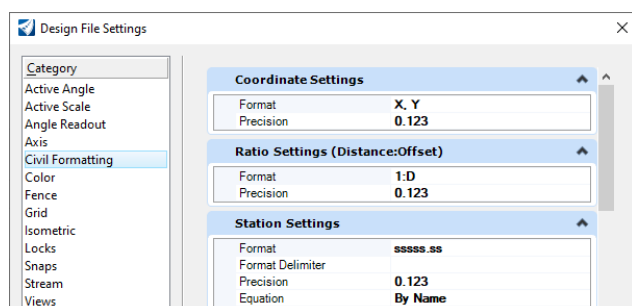 Design File Settings
Category
Active Angle
Active Scale
Angle Readout
Axis
Civil Formatting
Color
Fence
Grid
Isometric
Locks
Snaps
Stream
Views
Coordinate Settings
Format X, Y
Precision 0.123
Ratio Settings (Distance:Offset)
Format 1:D
Precision 0.123
Station Settings
Format sssss.ss
Format Delimiter
Precision 0.123
Equation By Name